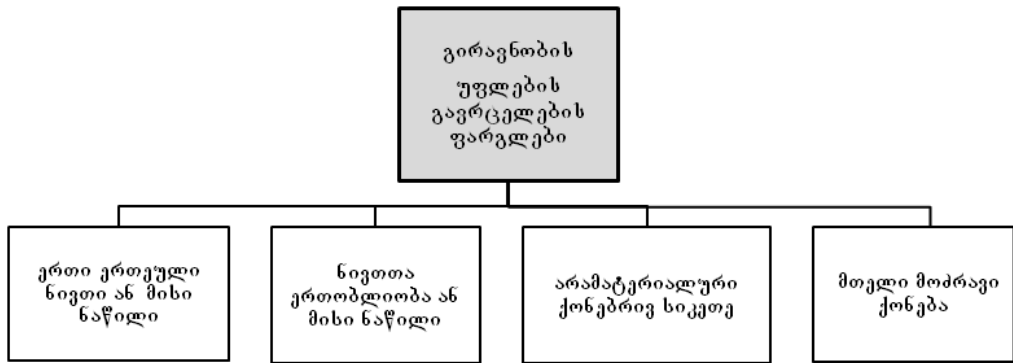 გირავნობის
უფლების
გავრცელების
ფარგლები
ერთი ერთეული
ნივთი ან მისი
ნაწილი
ნივთთა
ერთობლიობა ან
მისი ნაწილი
არამატერიალური
ქონებრივ სიკეთე
მთელი მოძრავი
ქონება